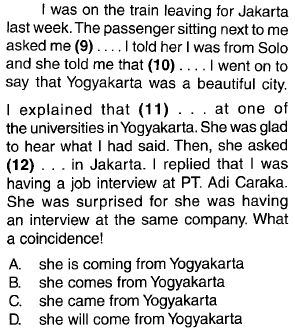 I was on the train leaving for Jakarta
last week. The passenger sitting next to me
asked me (9) .... I told her I was from Solo
and she told me that (10) .... I went on to
say that Yogyakarta was a beautiful city.
I explained that (11) ... at one of
the universities in Yogyakarta. She was glad
to hear what I had said. Then, she asked
(12) ... in Jakarta. I replied that I was
having a job interview at PT. Adi Caraka.
She was surprised for she was having
an interview at the same company. What
a coincidence!
A. she is coming from Yogyakarta
B. she comes from Yogyakarta
C. she came from Yogyakarta
D. she will come from Yogyakarta